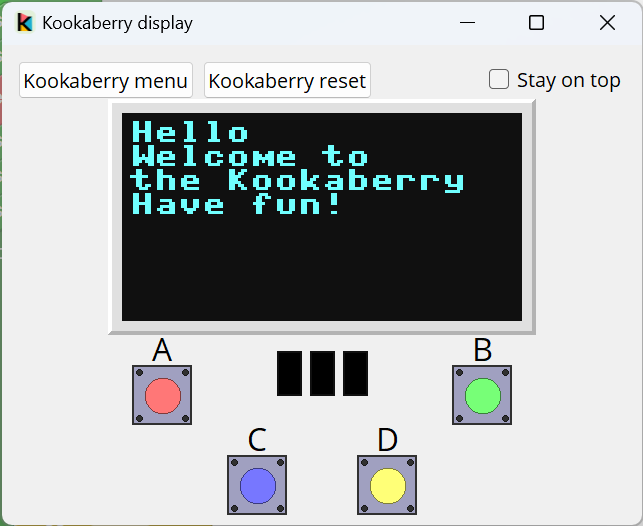 Kookaberry display
Kookaberry menu
Kookaberry reset
Stay on top
Hello
Welcome to
the Kookaberry
Have fun!
A
B
C
D